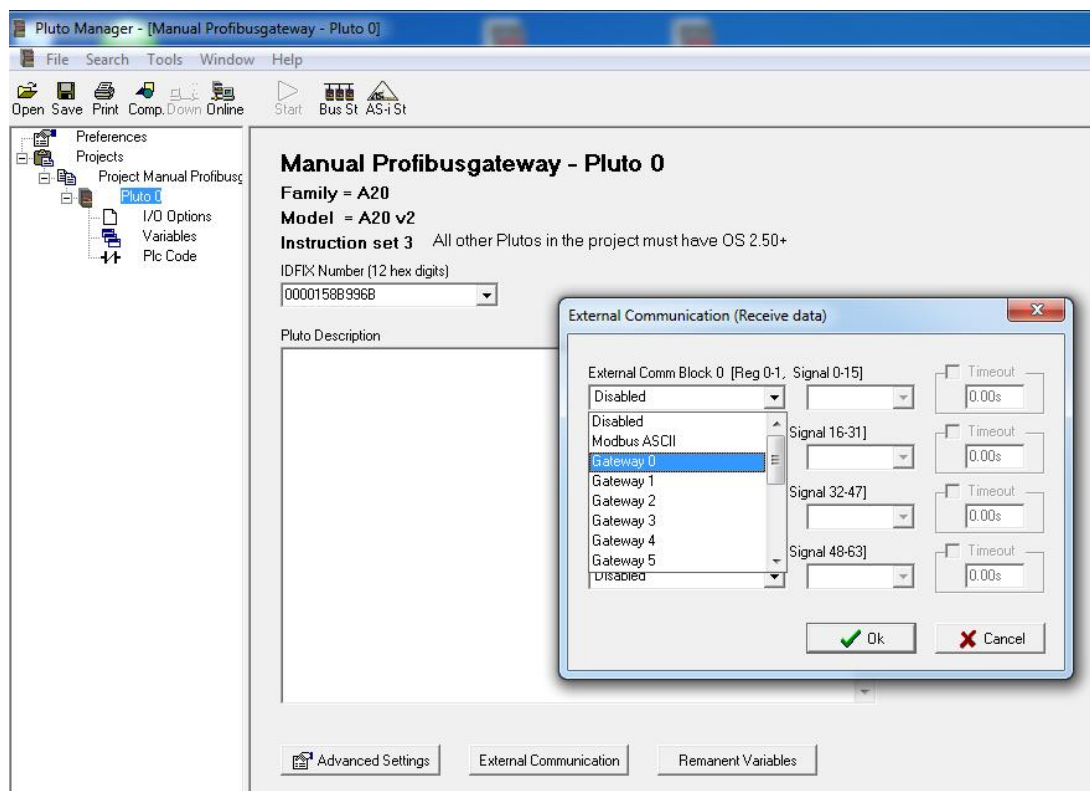 Pluto Manager - [Manual Profibusgateway - Pluto 0]
File Search Tools Window Help
Open Save Print Comp. Down Online Start Bus St AS-i St
Preferences
Projects
Project Manual Profibusg
Pluto 0
I/O Options
Variables
Plc Code
Manual Profibusgateway - Pluto 0
Family = A20
Model = A20 v2
Instruction set 3 All other Plutos in the project must have OS 2.50+
IDFIX Number (12 hex digits)
0000158B996B
Pluto Description
External Communication (Receive data)
External Comm Block 0 [Reg 0-1, Signal 0-15] Timeout
Disabled 0.00s
Disabled
Modbus ASCII
Gateway 0
Gateway 1
Gateway 2
Gateway 3
Gateway 4
Gateway 5
Signal 16-31] Timeout
0.00s
Signal 32-47] Timeout
0.00s
Signal 48-63] Timeout
Disabled 0.00s
Ok Cancel
Advanced Settings External Communication Remanent Variables